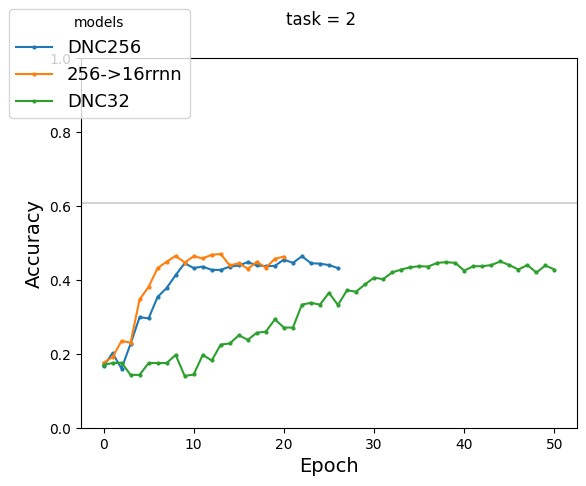 task = 2
models
DNC256
256->16rrnn
DNC32
1.0
0.8
0.6
0.4
0.2
0.0
Accuracy
0 10 20 30 40 50
Epoch